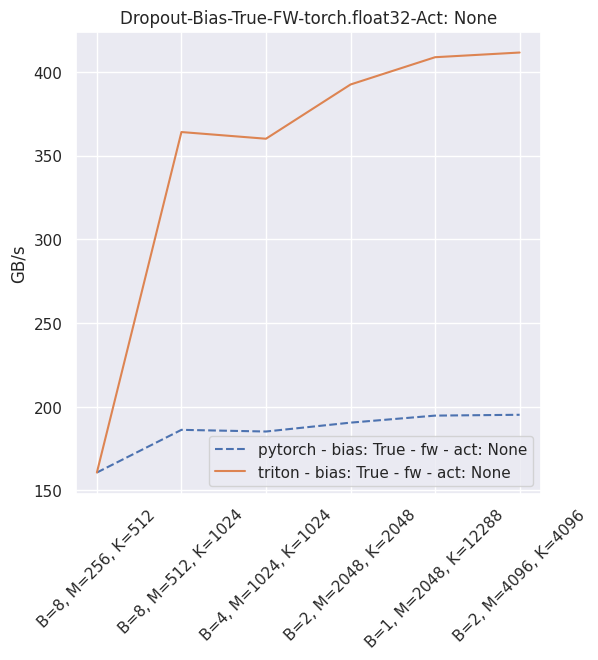 Dropout-Bias-True-FW-torch.float32-Act: None
GB/s
400
350
300
250
200
150
pytorch - bias: True - fw - act: None
triton - bias: True - fw - act: None
B=8, M=256, K=512
B=8, M=512, K=1024
B=4, M=1024, K=1024
B=2, M=2048, K=2048
B=1, M=2048, K=12288
B=2, M=4096, K=4096